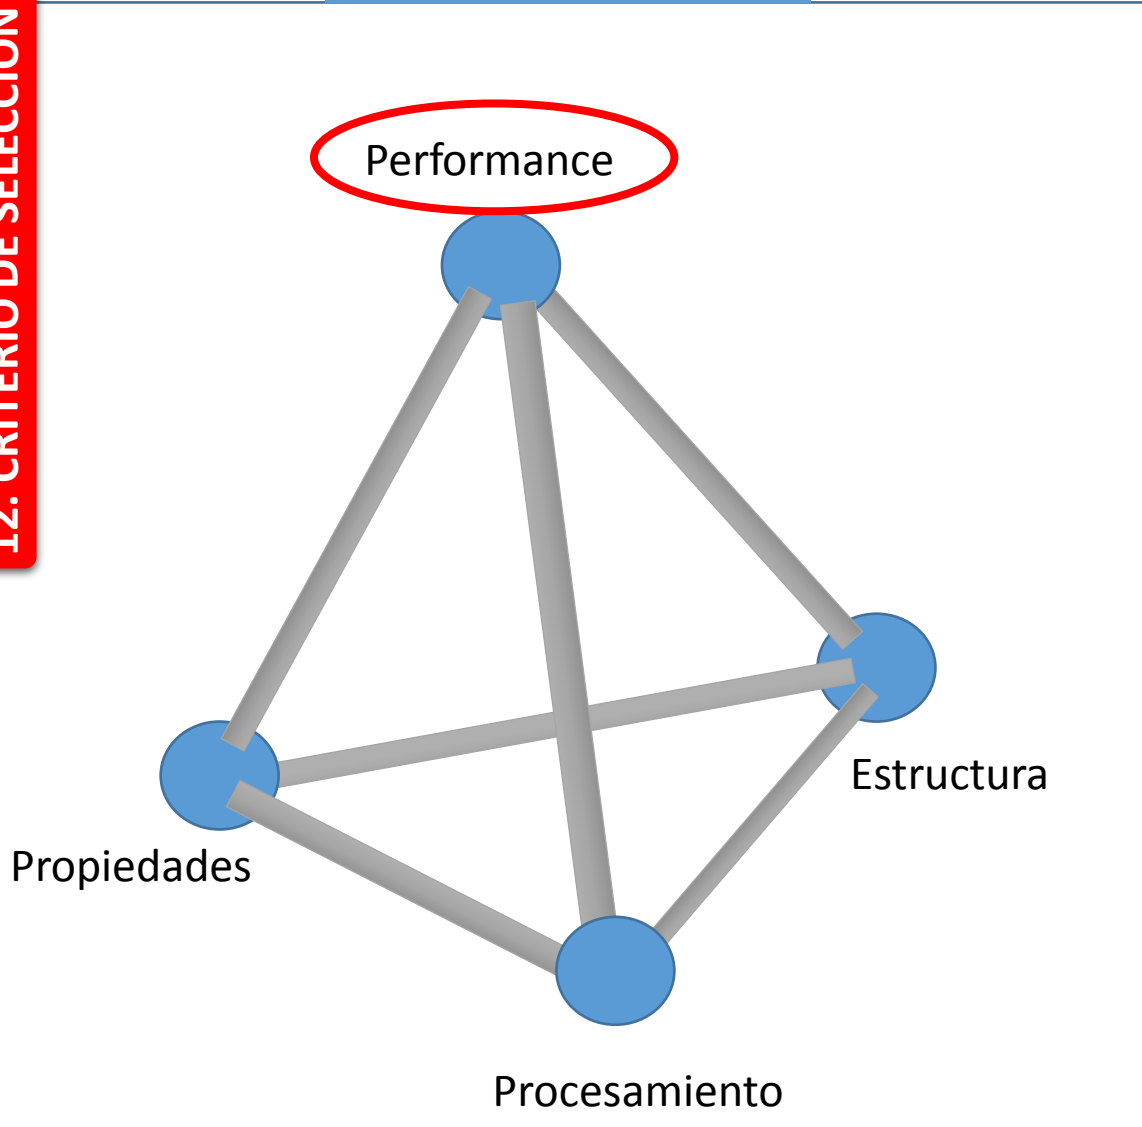 12. CRITERIO DE SELECCIÓN
Performance
Estructura
Propiedades
Procesamiento